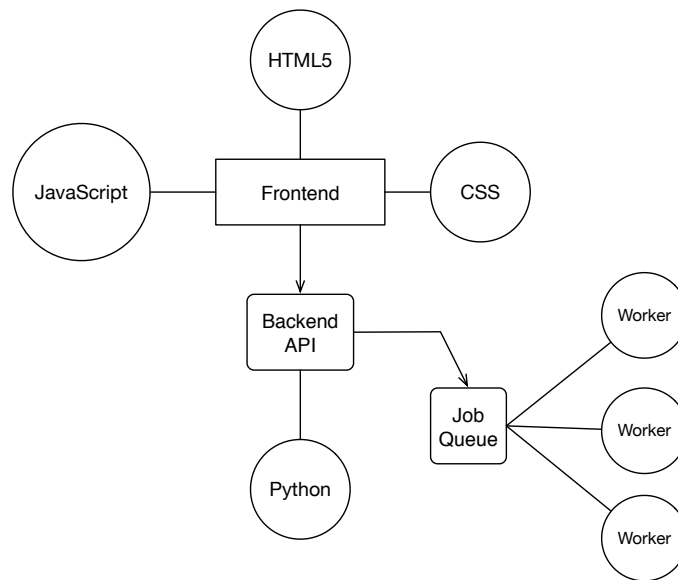 HTML5
JavaScript
Frontend
CSS
Backend
API
Worker
Job
Queue
Worker
Python
Worker